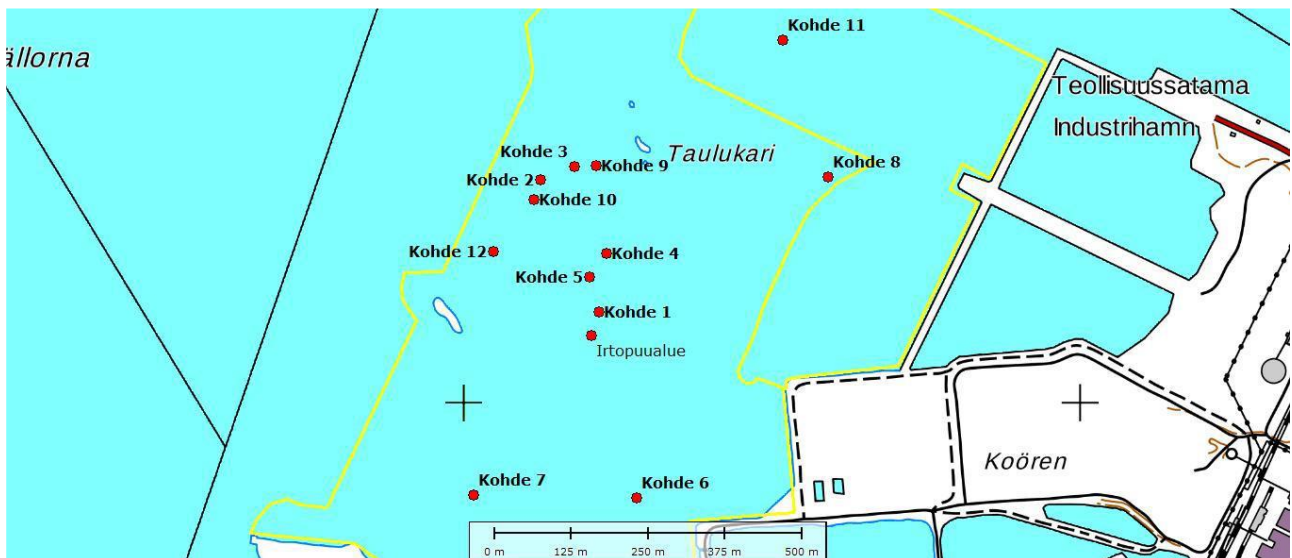 Kohde 11
ällorna
Teollisuussatama
Industrihamn
Kohde 3
Taulukari
Kohde 9
Kohde 8
Kohde 2
Kohde 10
Kohde 12
Kohde 4
Kohde 5
Kohde 1
Irtopuualue
Koören
Kohde 7
Kohde 6
0 m 125 m 250 m 375 m 500 m